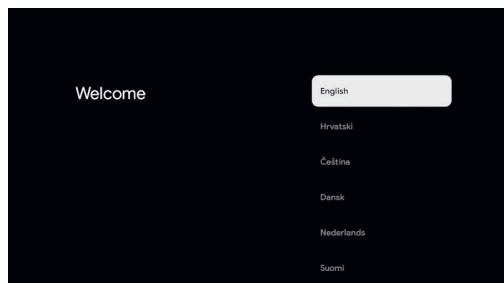 Welcome
English
Hrvatski
Čeština
Dansk
Nederlands
Suomi